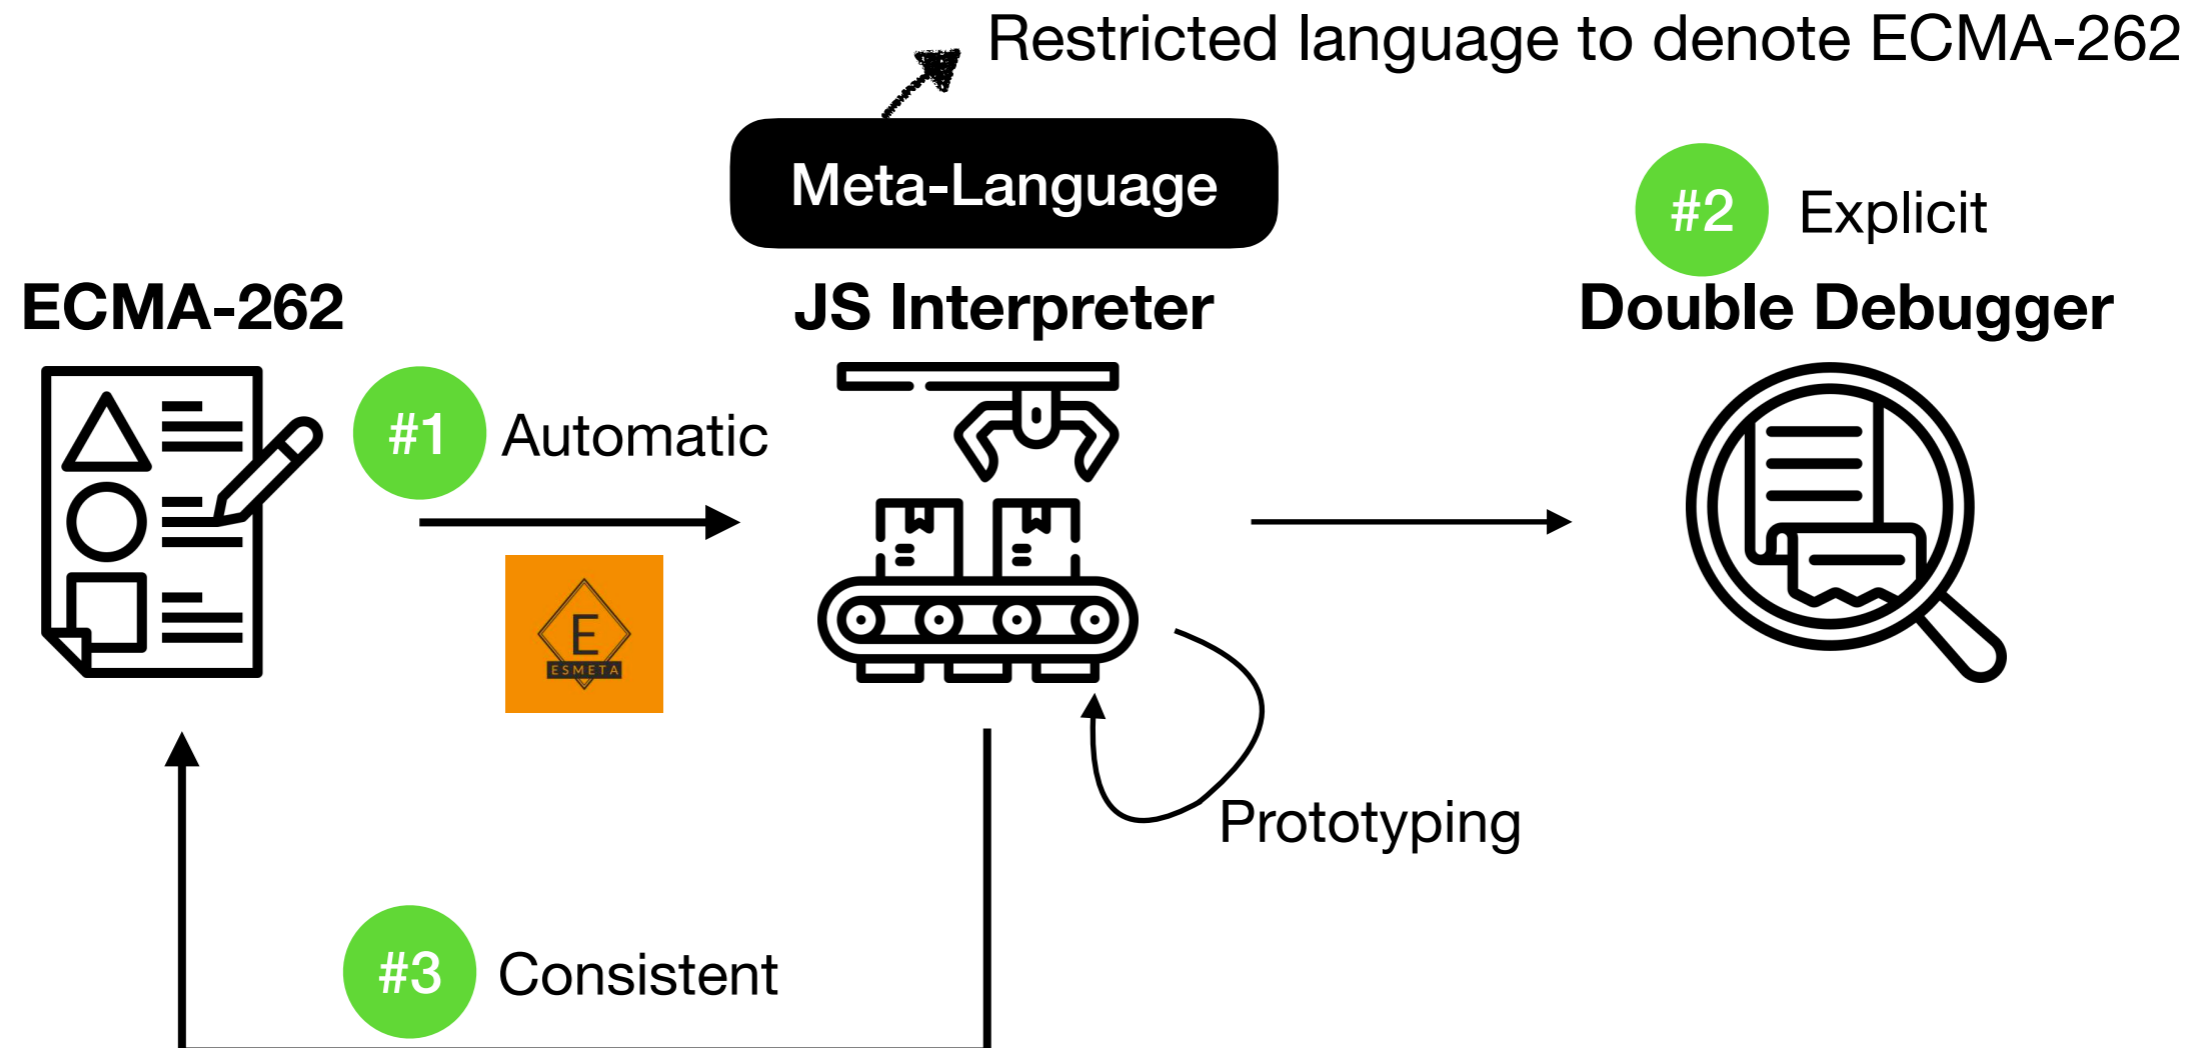 Restricted language to denote ECMA-262
Meta-Language
#2 Explicit
ECMA-262
JS Interpreter
Double Debugger
#1 Automatic
E
ESMETA
Prototyping
#3 Consistent